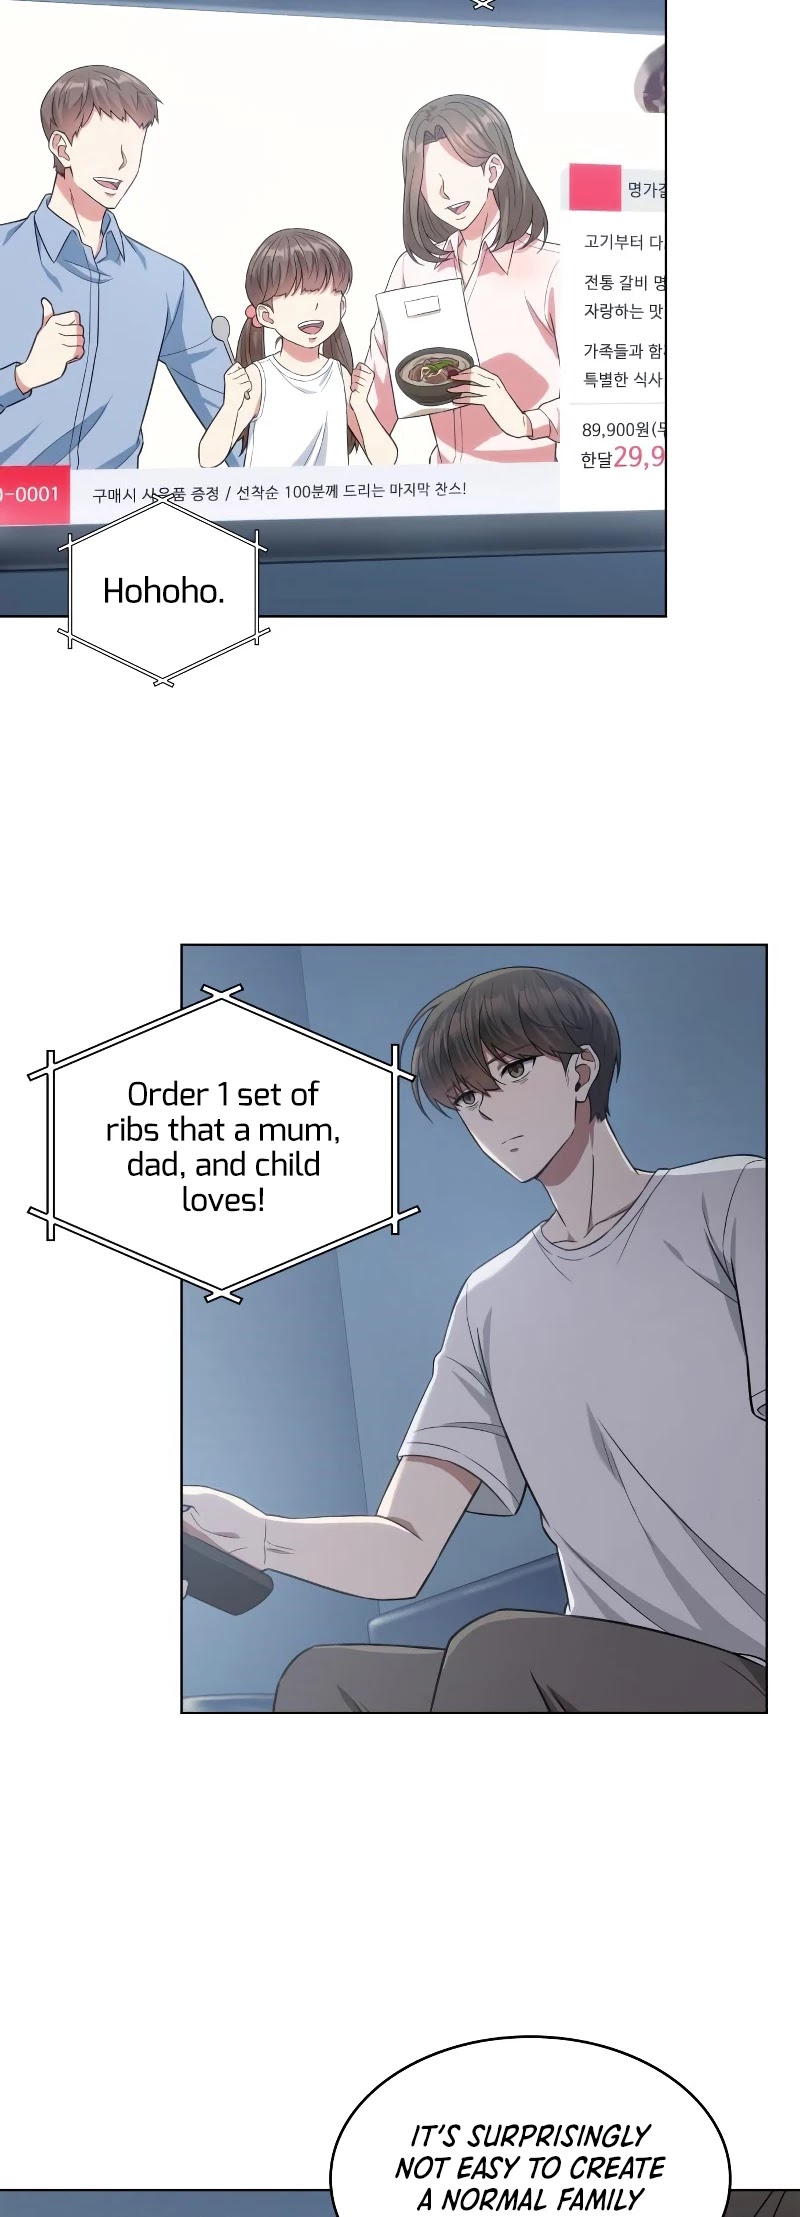 명가갈
고기부터 다
전통 갈비 명
자랑하는 맛
가족들과 함
특별한 식사
89,900원(무
한달29,9
0-0001
구매시 사은품 증정 / 선착순 100분께 드리는 마지막 찬스!
Hohoho.
Order 1 set of
ribs that a mum,
dad, and child
loves!
IT'S SURPRISINGLY
NOT EASY TO CREATE
A NORMAL FAMILY